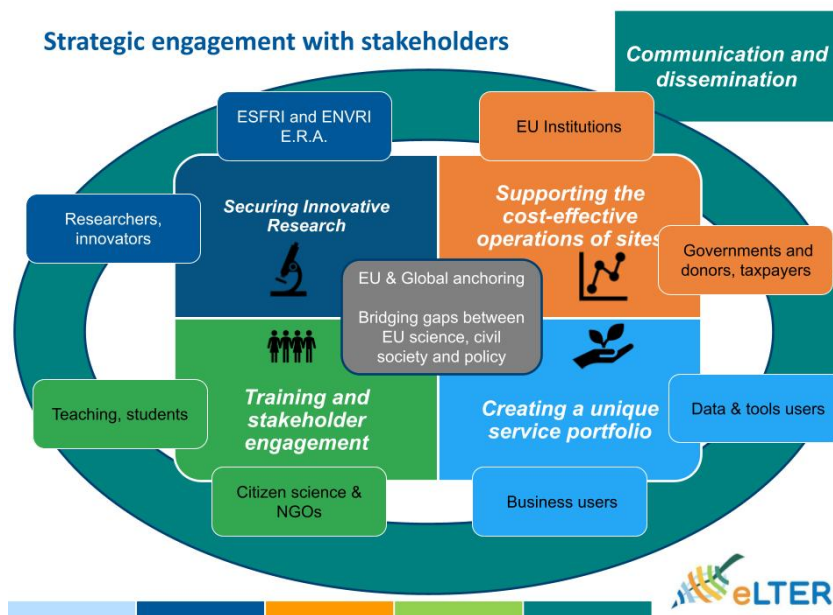 Strategic engagement with stakeholders
Communication and
dissemination
ESFRI and ENVRI
E.R.A.
EU Institutions
Researchers,
innovators
Securing Innovative
Research
Supporting the
cost-effective
operations of sites
Governments and
donors, taxpayers
EU & Global anchoring
Bridging gaps between
EU science, civil
society and policy
Teaching, students
Training and
stakeholder
engagement
Creating a unique
service portfolio
Data & tools users
Citizen science &
NGOs
Business users
eLTER